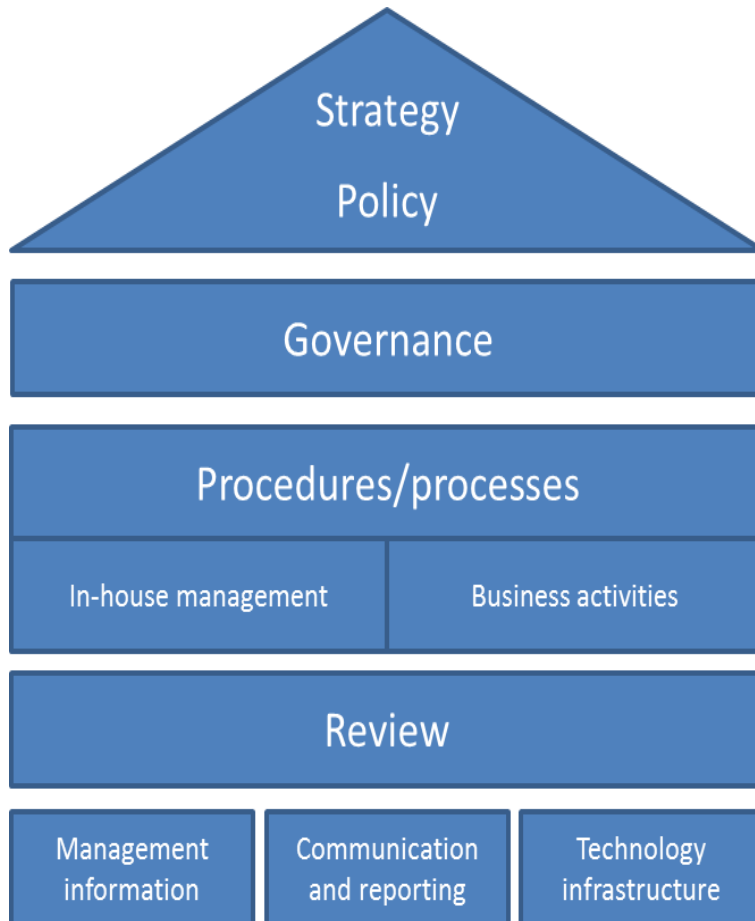 Strategy
Policy
Governance
Procedures/processes
In-house management
Business activities
Review
Management
information
Communication
and reporting
Technology
infrastructure